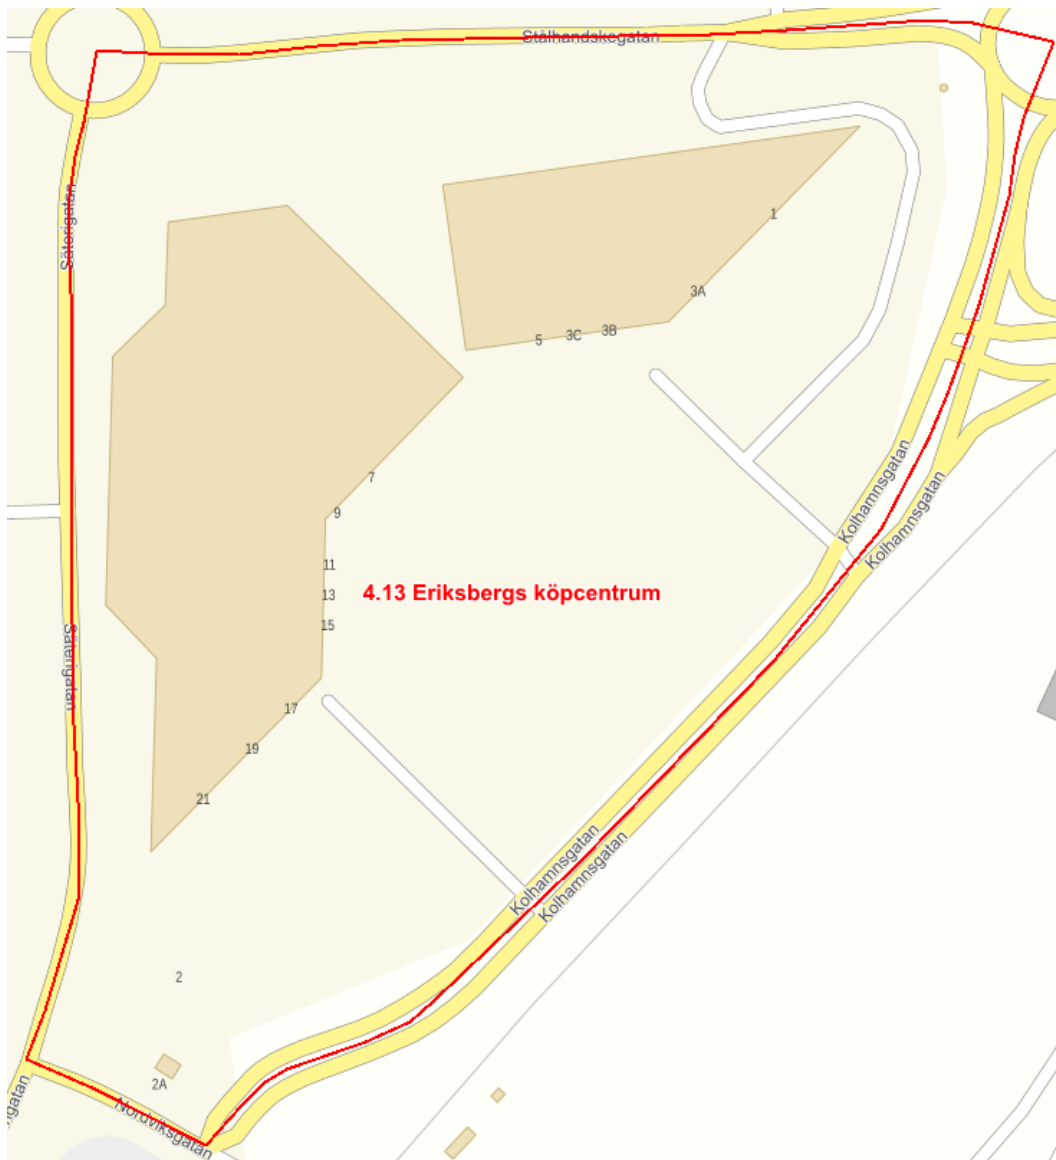 Stålhandskegatan
Säterigatan
1
3A
3B
3C
5
7
9
Kolhamnsgatan
Kolhamnsgatan
11
13
4.13 Eriksbergs köpcentrum
15
Säterigatan
17
19
21
Kolhamnsgatan
Kolhamnsgatan
2
2A
Nordviksgatan